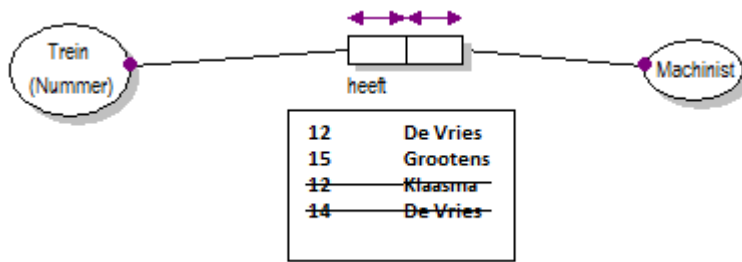 Trein
(Nummer)
heeft
Machinist
12 De Vries
15 Grootens
12 Klaasma
14 De Vries